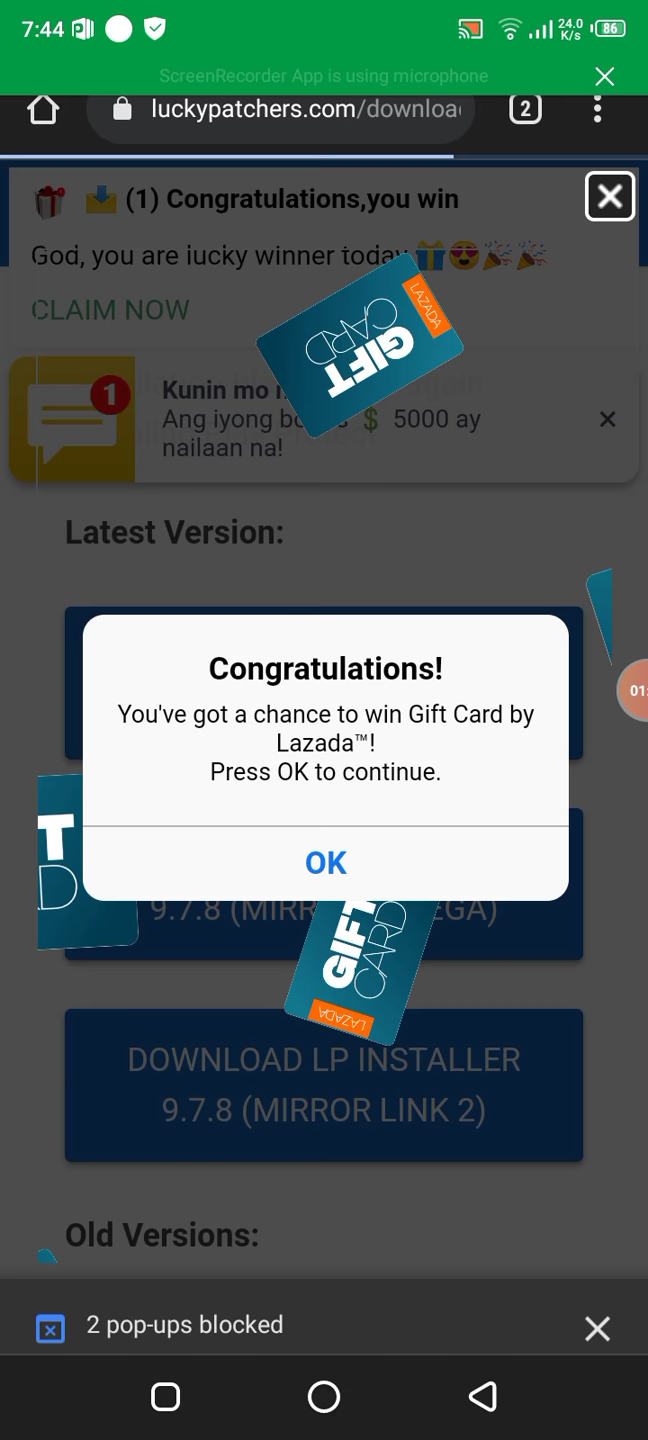 7:44
24.0
K/s
86
ScreenRecorder App is using microphone
luckypatchers.com/downloa
2
(1) Congratulations,you win
God, you are lucky winner today
CLAIM NOW
LAZADA
GIFT
CARD
1
Kunin mo
Ang iyong $ 5000 ay
nailaan na!
Latest Version:
Congratulations!
You've got a chance to win Gift Card by
Lazada™!
Press OK to continue.
01:
OK
T
D
9.7.8
GIFT
CARD
LAZADA
DOWNLOAD LP INSTALLER
9.7.8 (MIRROR LINK 2)
Old Versions:
2 pop-ups blocked